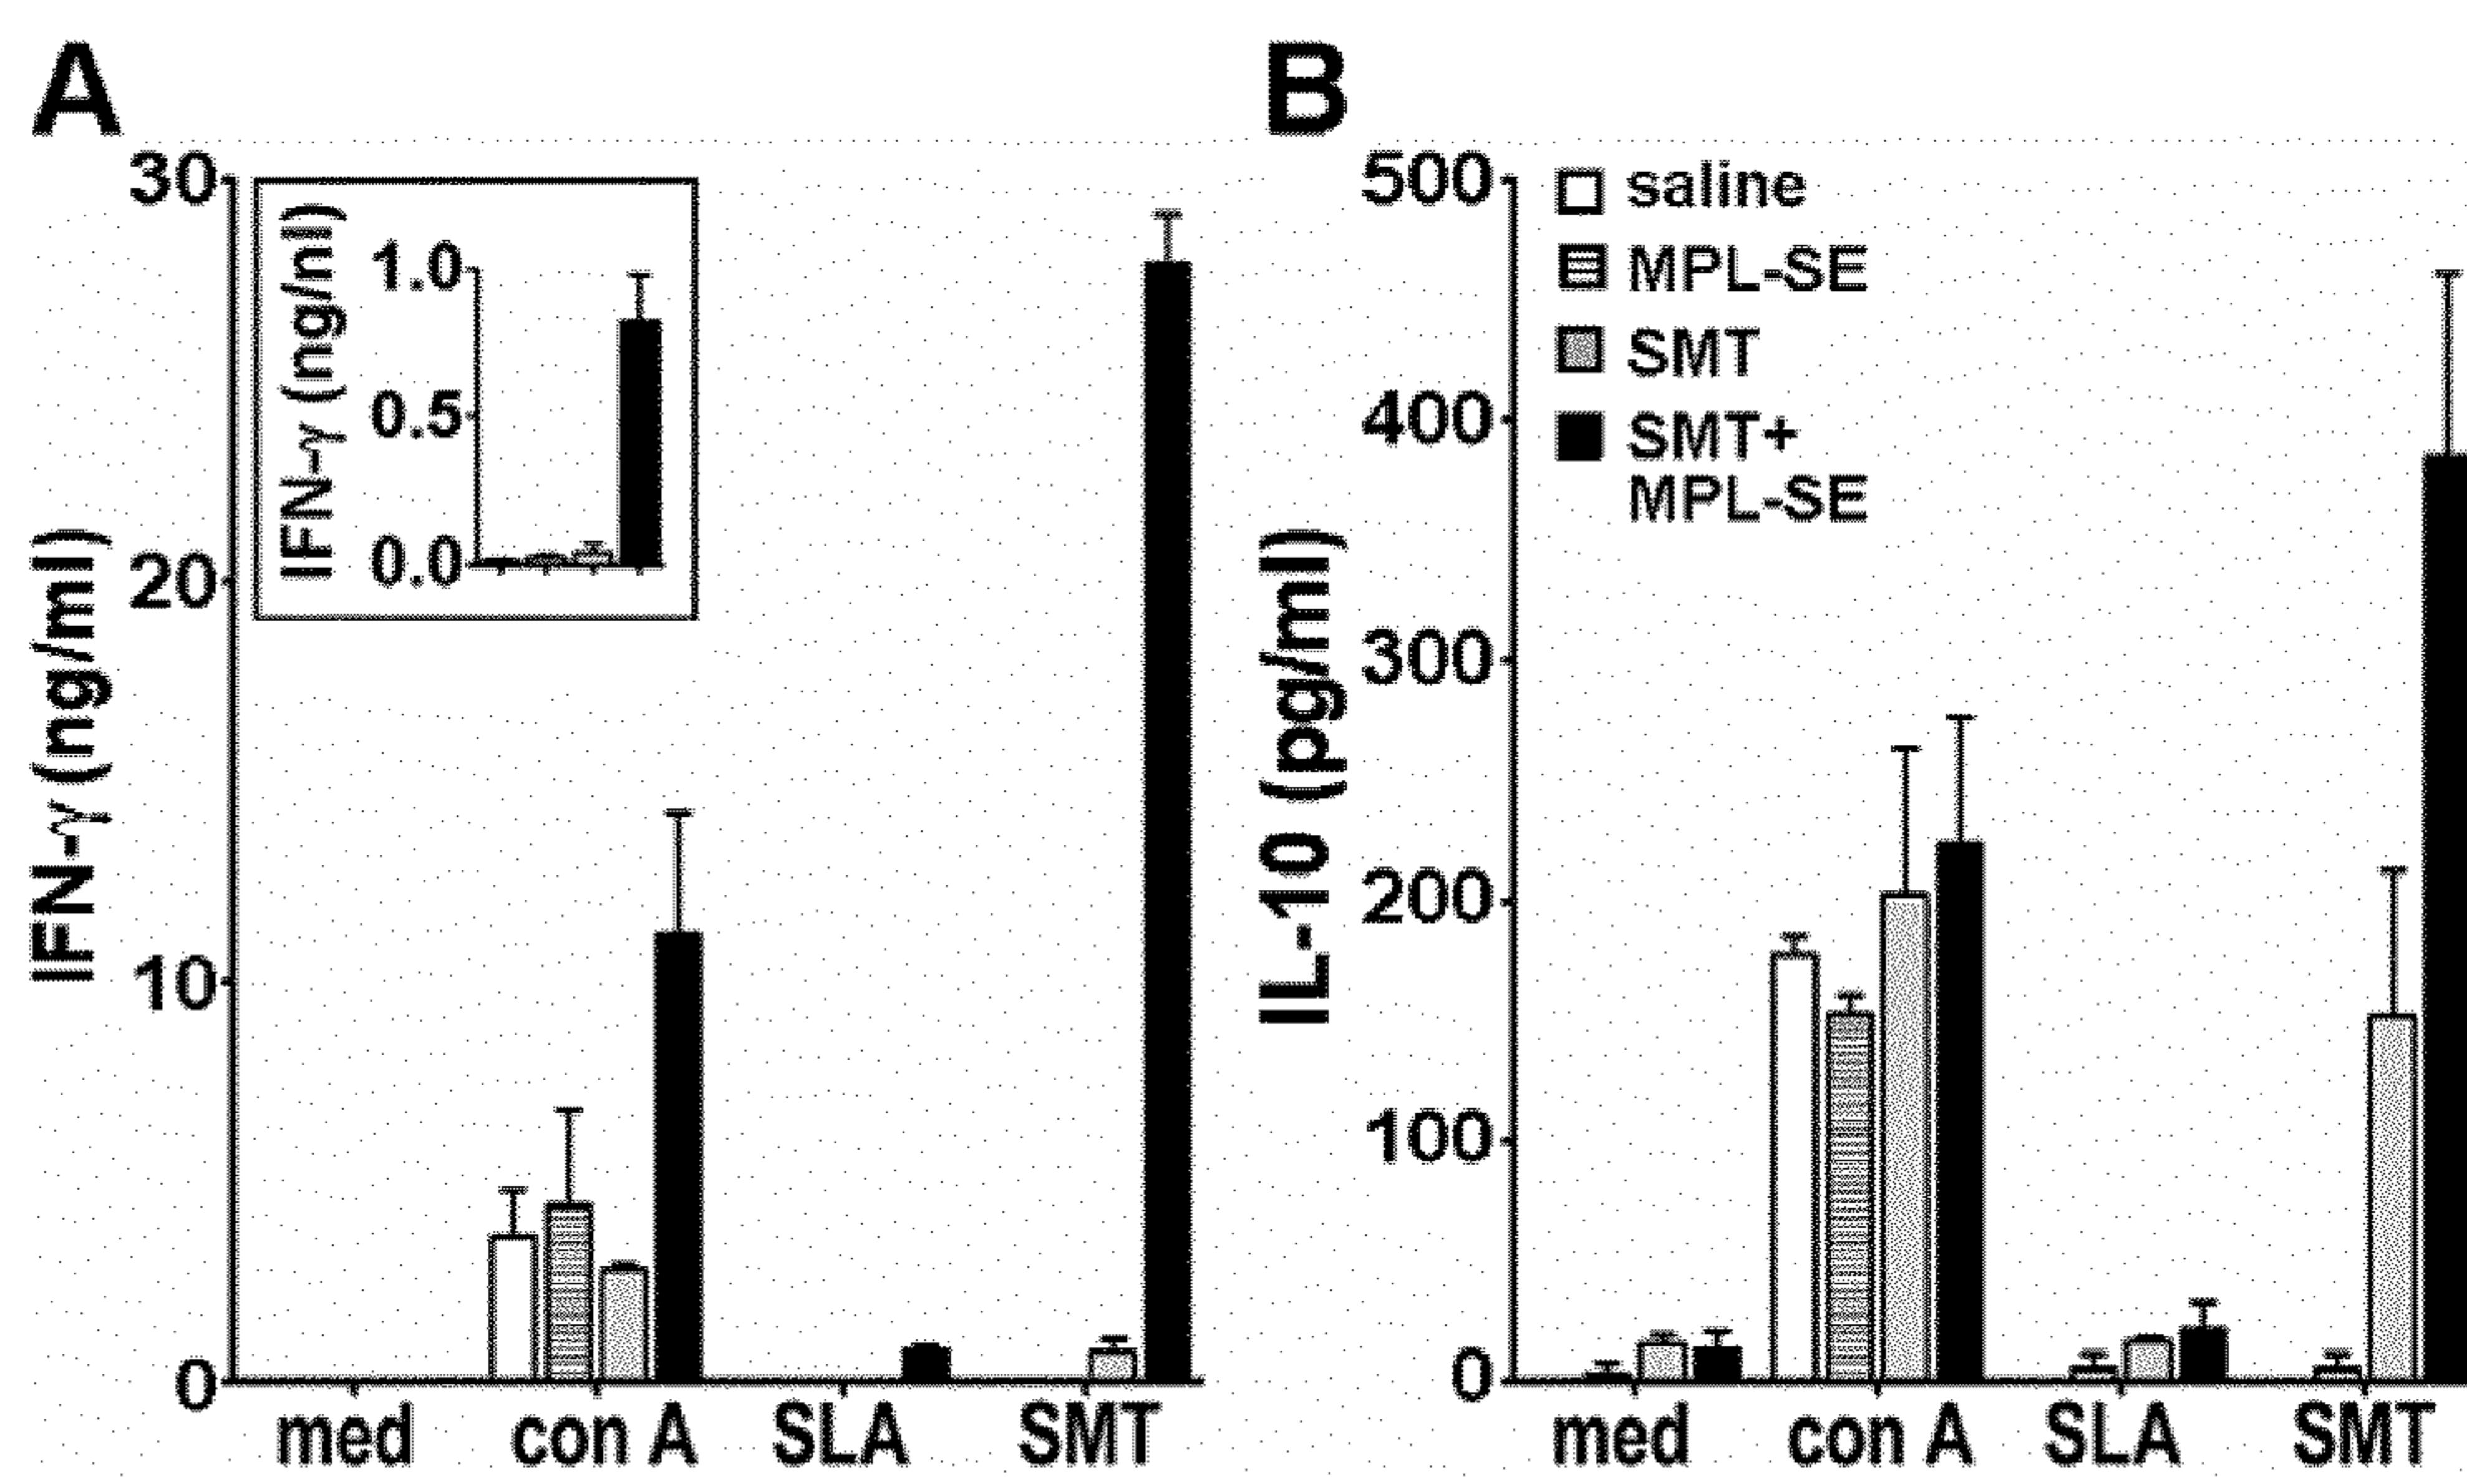 A
30
20
10
0
IFN-γ (ng/ml)
IFN-γ (ng/nl)
1.0
0.5
0.0
med con A SLA SMT
B
500
400
300
200
100
0
IL-10 (pg/ml)
saline
MPL-SE
SMT
SMT+
MPL-SE
med con A SLA SMT